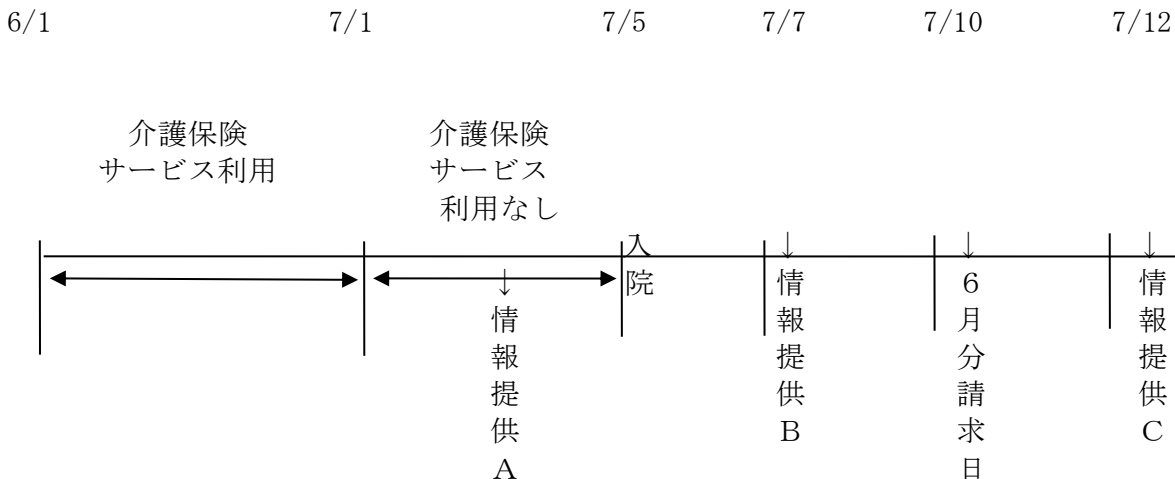 6/1 7/1 7/5 7/7 7/10 7/12
介護保険
サービス利用
介護保険
サービス
利用なし
↓情報提供A
入院
↓情報提供B
↓6月分請求日
↓情報提供C